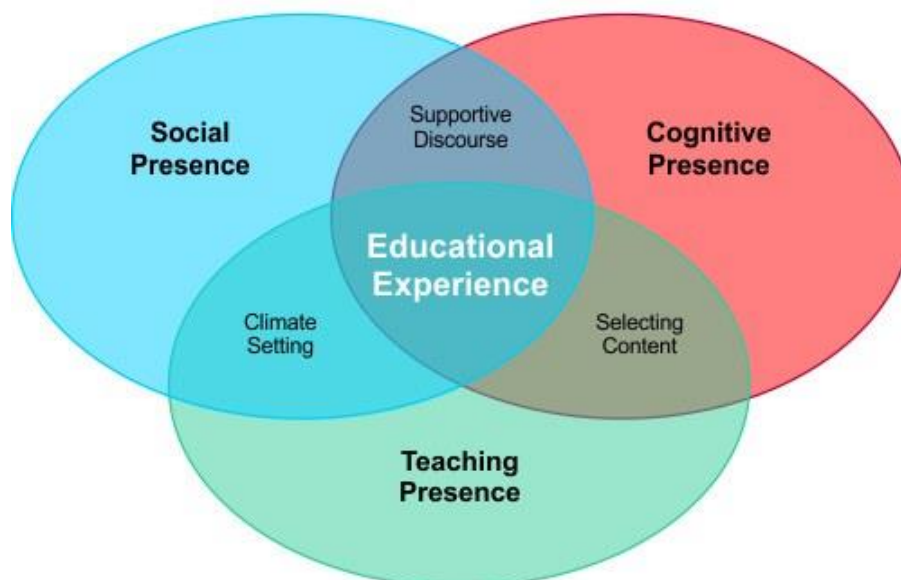 Social
Presence
Supportive
Discourse
Cognitive
Presence
Educational
Experience
Climate
Setting
Selecting
Content
Teaching
Presence